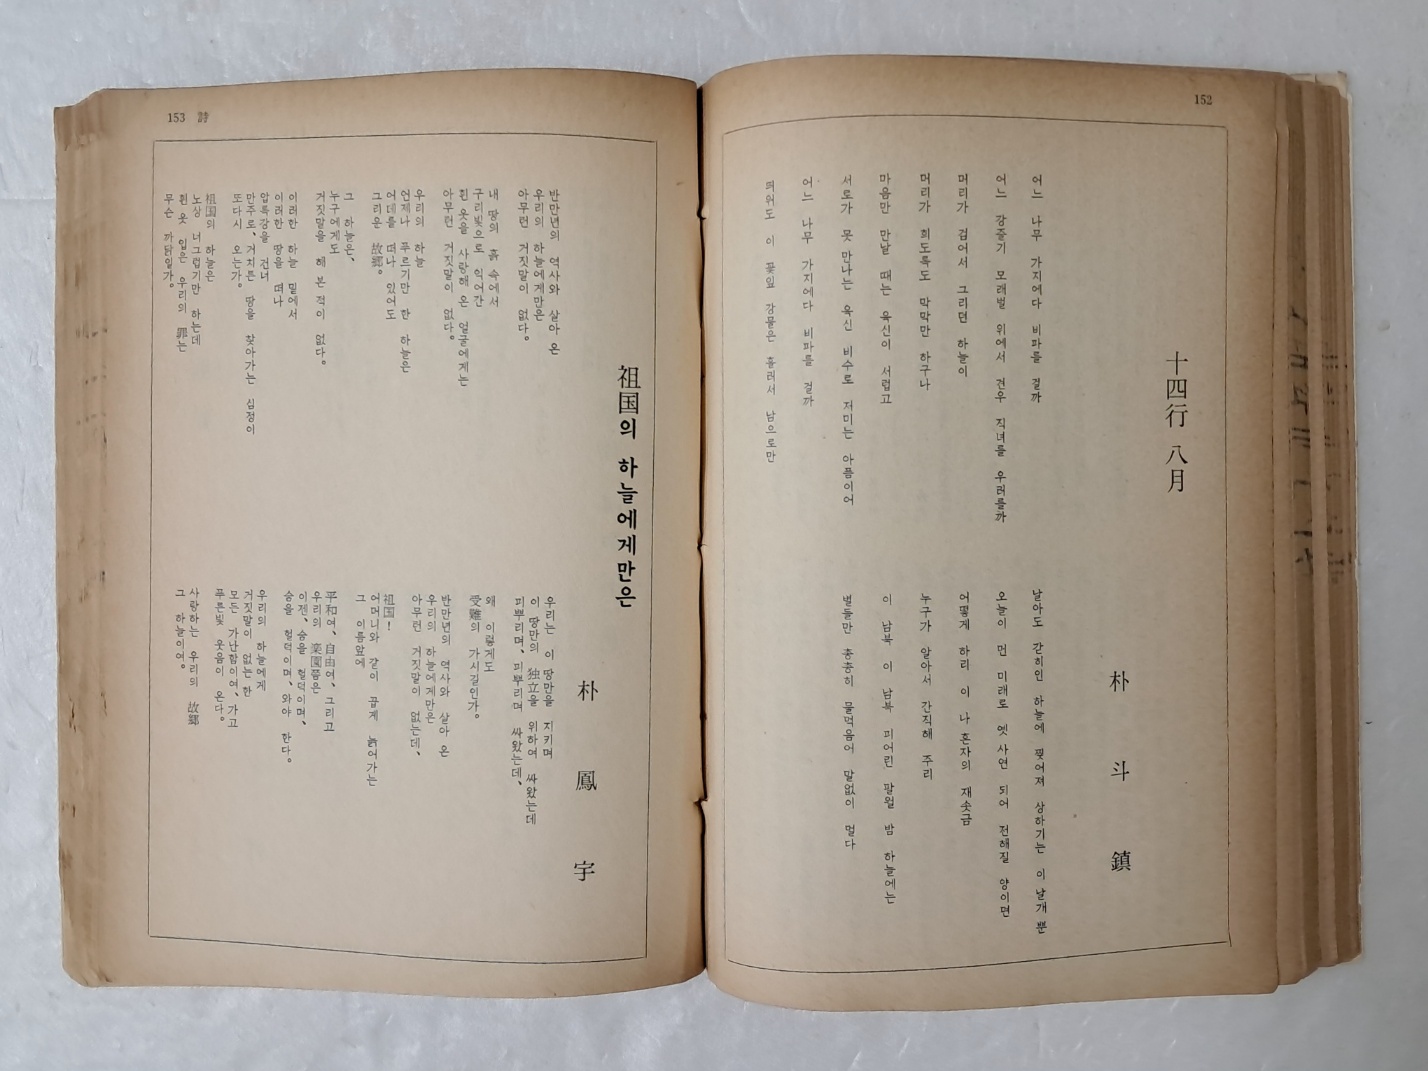 152
十四行 八月
朴斗鎮
어느 나무 가지에다 비파를 걸까
어느 강줄기 모래벌 위에서 견우 직녀를 우러를까
머리가 검어서 그리던 하늘이
머리가 희도록도 막막만 하구나
마음만 만날 때는 육신이 서럽고
서로가 못 만나는 육신 비수로 저미는 아픔이어
어느 나무 가지에다 비파를 걸까
띄워도 이 꽃잎 강물은 흘러서 남으로만
날아도 갇히인 하늘에 찢어져 상하기는 이 날개 뿐
오늘이 먼 미래로 옛 사연 되어 전해질 양이면
어떻게 하리 이 나 혼자의 재솟금
누구가 알아서 간직해 주리
이 남북 이 남북 피어린 팔월 밤 하늘에는
별들만 총총히 물먹음어 말없이 멀다
153 詩
祖国의 하늘에게만은
朴鳳宇
반만년의 역사와 살아 온
우리의 하늘에게만은
아무런 거짓말이 없다.
내 땅의 흙 속에서
구리빛으로 익어간
흰 옷을 사랑해 온 얼굴에게는
아무런 거짓말이 없다.
우리의 하늘
언제나 푸르기만 한 하늘은
어데를 떠나 있어도
그리운 故鄕.
그 하늘은,
누구에게도
거짓말을 해 본 적이 없다.
이러한 하늘 밑에서
이러한 땅을 떠나
압록강을 건너
만주로, 거치른 땅을 찾아가는 심정이
또다시 오는가.
祖国의 하늘은
노상 너그럽기만 하는데
흰 옷 입은 우리의 罪는
무슨 까닭일가.
우리는 이 땅만을 지키며
이 땅만의 独立을 위하여 싸왔는데
피뿌리며, 피뿌리며 싸왔는데,
왜 이렇게도
受難의 가시길인가.
반만년의 역사와 살아 온
우리의 하늘에게만은
아무런 거짓말이 없는데,
祖国!
어머니와 같이 곱게 늙어가는
그 이름앞에
平和여, 自由여, 그리고
우리의 楽園쯤은
이젠, 숨을 헐덕이며,
숨을 헐덕이며, 와야 한다.
우리의 하늘에게
거짓말이 없는 한
모든 가난함이여, 가고
푸른빛 웃음이 온다.
사랑하는 우리의 故鄕
그 하늘이여.